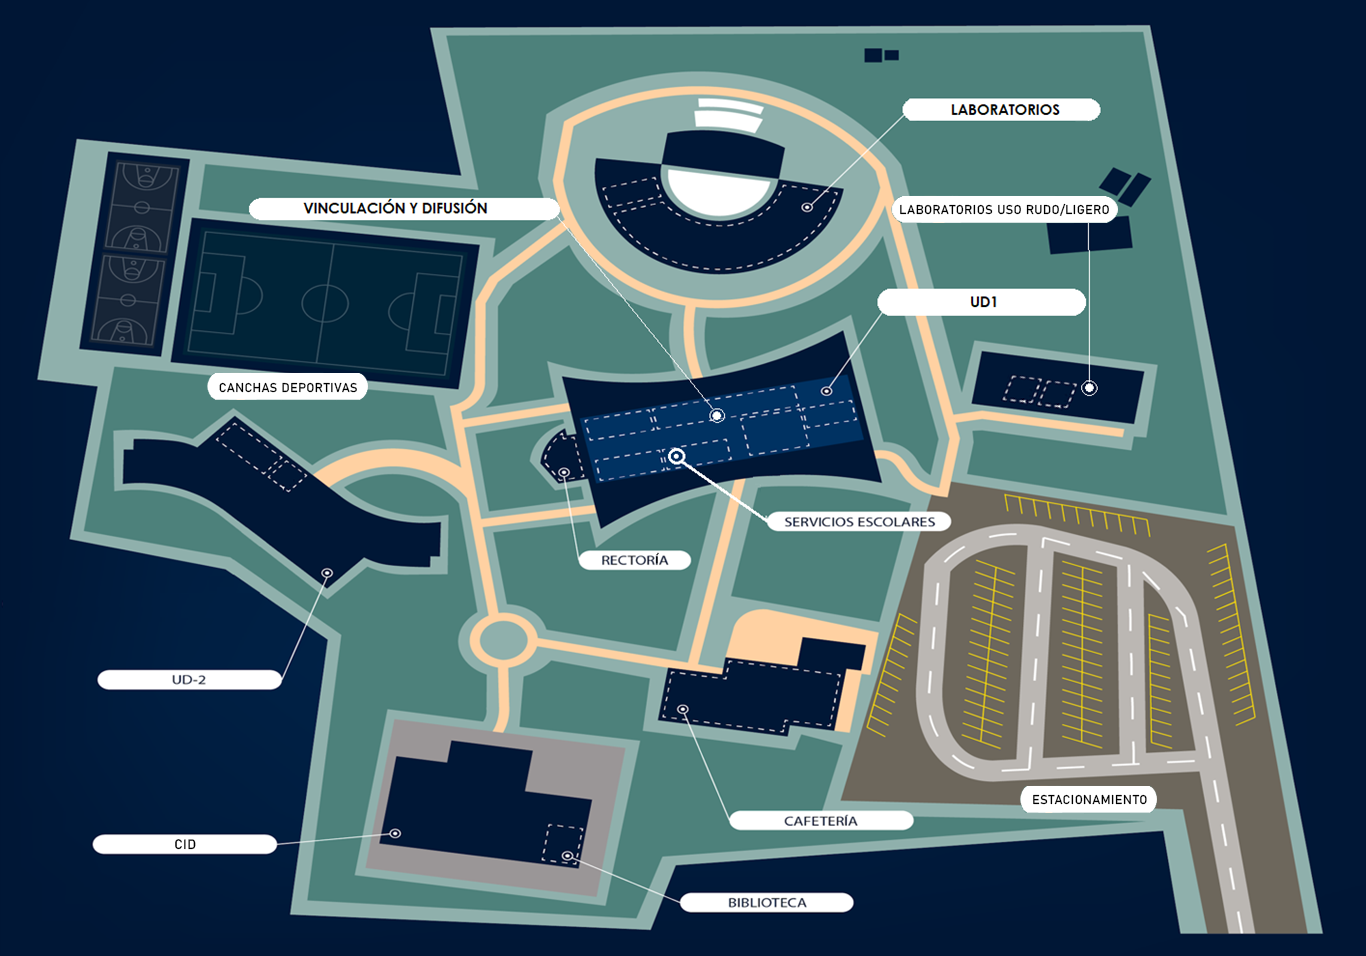 LABORATORIOS
VINCULACIÓN Y DIFUSIÓN
LABORATORIOS USO RUDO/LIGERO
UD1
CANCHAS DEPORTIVAS
SERVICIOS ESCOLARES
RECTORÍA
UD-2
ESTACIONAMIENTO
CAFETERÍA
CID
BIBLIOTECA